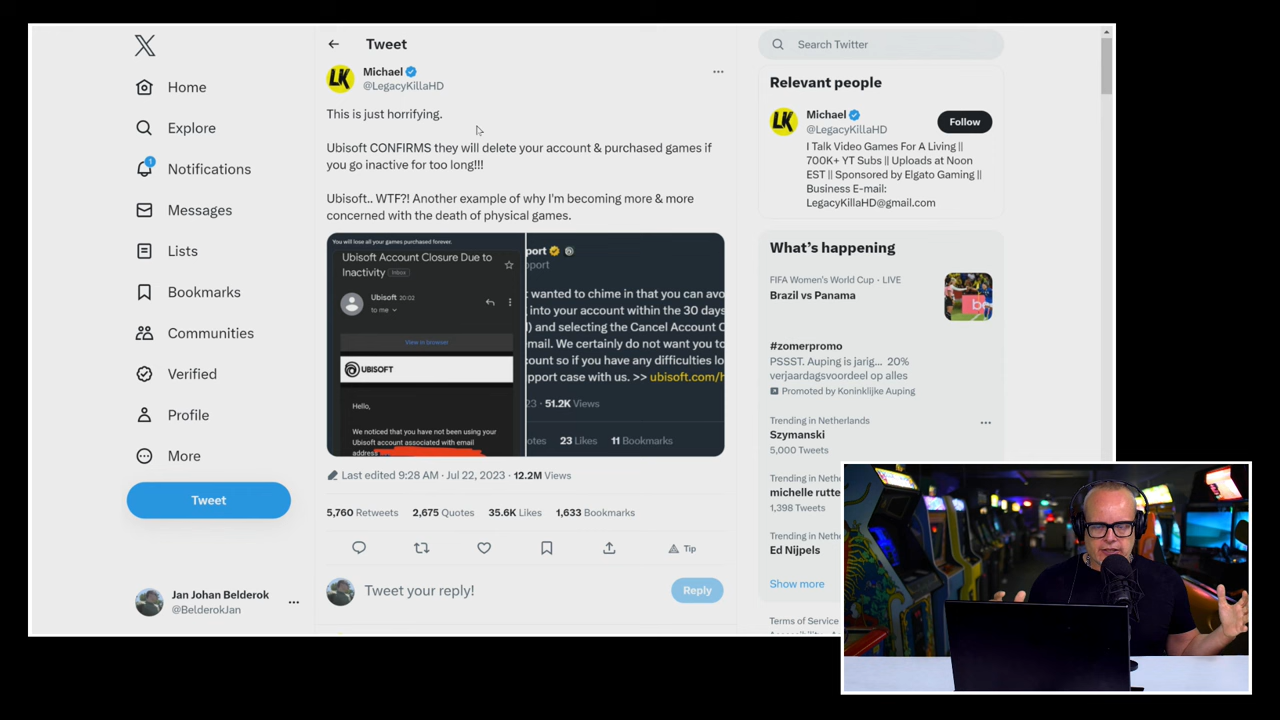 Home
Explore
1
Notifications
Messages
Lists
Bookmarks
Communities
Verified
Profile
More
Tweet
Jan Johan Belderok
@BelderokJan
Tweet
LK
Michael
@LegacyKillaHD
This is just horrifying.
Ubisoft CONFIRMS they will delete your account & purchased games if
you go inactive for too long!!!
Ubisoft.. WTF?! Another example of why I'm becoming more & more
concerned with the death of physical games.
You will lose all your games purchased forever.
Ubisoft Account Closure Due to
Inactivity Inbox
Ubisoft 20:02
to me
View in browser
UBISOFT
Hello,
We noticed that you have not been using your
Ubisoft account associated with email
address
port
port
wanted to chime in that you can avo
into your account within the 30 days
) and selecting the Cancel Account C
mail. We certainly do not want you to
count so if you have any difficulties lo
pport case with us. >> ubisoft.com/h
23 · 51.2K Views
otes 23 Likes 11 Bookmarks
Last edited 9:28 AM · Jul 22, 2023 · 12.2M Views
5,760 Retweets 2,675 Quotes 35.6K Likes 1,633 Bookmarks
Tip
Tweet your reply!
Reply
Search Twitter
Relevant people
LK
Michael
@LegacyKillaHD
Follow
I Talk Video Games For A Living ||
700K+ YT Subs || Uploads at Noon
EST || Sponsored by Elgato Gaming ||
Business E-mail:
LegacyKillaHD@gmail.com
What's happening
FIFA Women's World Cup · LIVE
Brazil vs Panama
#zomerpromo
PSSST. Auping is jarig... 20%
verjaardagsvoordeel op alles
Promoted by Koninklijke Auping
Trending in Netherlands
Szymanski
5,000 Tweets
Trending in Nethe
michelle rutte
1,398 Tweets
Trending in Nethe
Ed Nijpels
Show more
Terms of Service